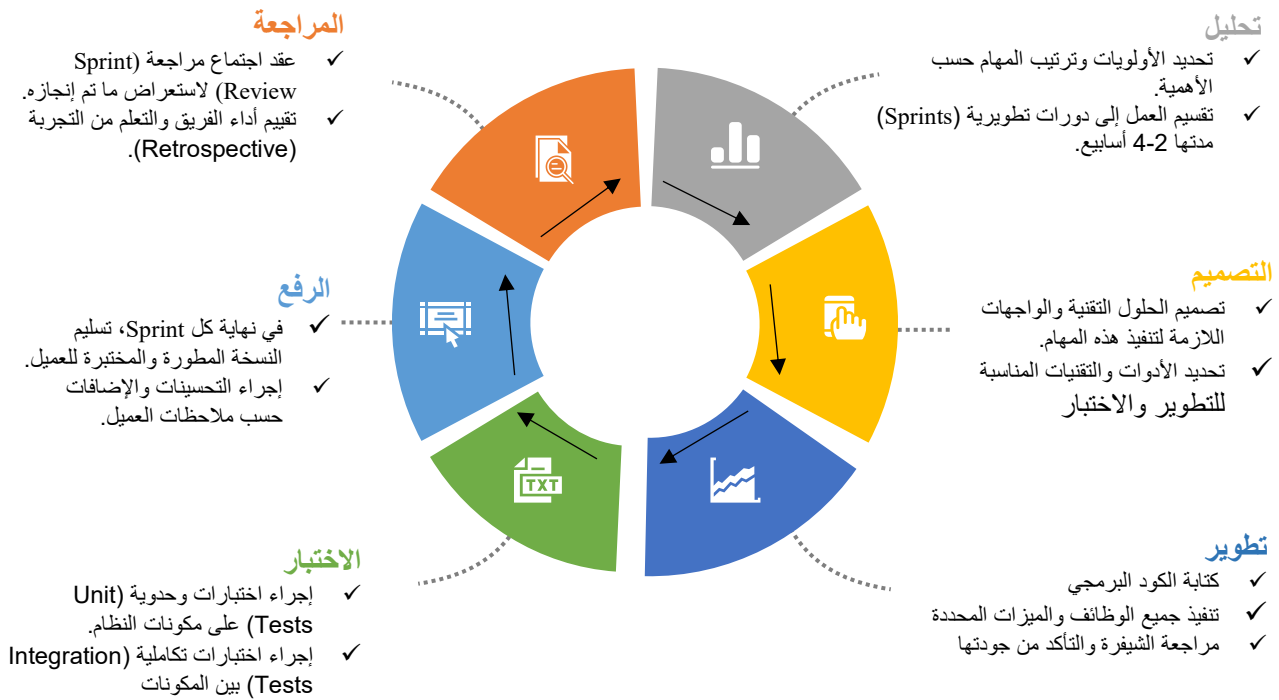 تحليل
تحديد الأولويات وترتيب المهام حسب
الأهمية.
تقسيم العمل إلى دورات تطويرية (Sprints)
مدتها 2-4 أسابيع.
التصميم
تصميم الحلول التقنية والواجهات
اللازمة لتنفيذ هذه المهام.
تحديد الأدوات والتقنيات المناسبة
للتطوير والاختبار
تطوير
كتابة الكود البرمجي
تنفيذ جميع الوظائف والميزات المحددة
مراجعة الشيفرة والتأكد من جودتها
الاختبار
إجراء اختبارات وحدوية (Unit
Tests) على مكونات النظام.
إجراء اختبارات تكاملية (Integration
Tests) بين المكونات
الرفع
في نهاية كل Sprint، تسليم
النسخة المطورة والمختبرة للعميل.
إجراء التحسينات والإضافات
حسب ملاحظات العميل.
المراجعة
عقد اجتماع مراجعة (Sprint
Review) لاستعراض ما تم إنجازه.
تقييم أداء الفريق والتعلم من التجربة
(Retrospective).
TXT